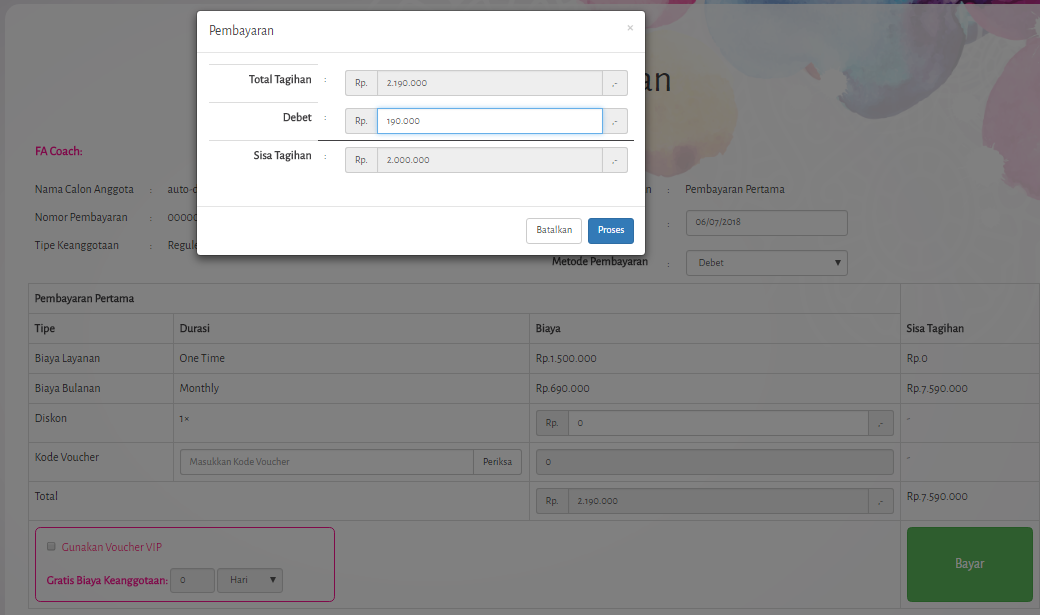 Pembayaran
×
Total Tagihan : Rp. 2.190.000 ,-
Debet : Rp. 190.000 ,-
Sisa Tagihan : Rp. 2.000.000 ,-
Batalkan Proses
FA Coach:
Nama Calon Anggota : : Pembayaran Pertama
Nomor Pembayaran : : 06/07/2018
Tipe Keanggotaan :
Metode Pembayaran : Debet
Pembayaran Pertama
Tipe Durasi Biaya Sisa Tagihan
Biaya Layanan One Time Rp.1.500.000 Rp.0
Biaya Bulanan Monthly Rp.690.000 Rp.7.590.000
Diskon 1× Rp. 0 ,- -
Kode Voucher Masukkan Kode Voucher Periksa 0 -
Total Rp. 2.190.000 ,- Rp.7.590.000
Gunakan Voucher VIP
Gratis Biaya Keanggotaan: 0 Hari
Bayar